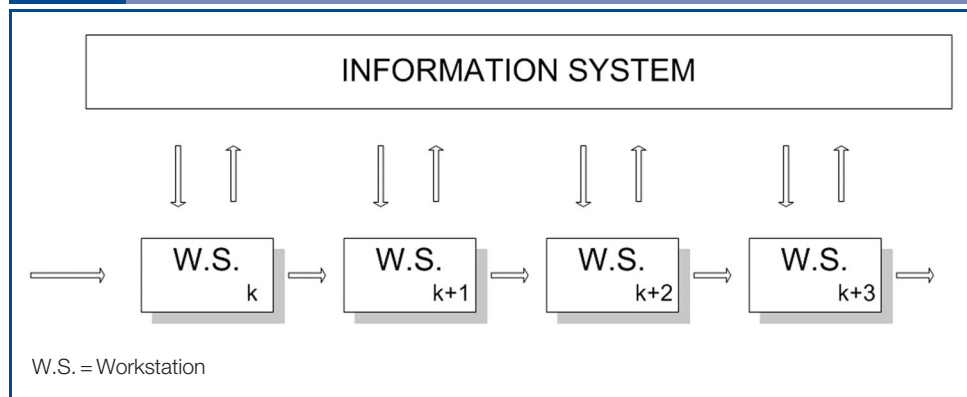 INFORMATION SYSTEM
W.S.
k
W.S.
k+1
W.S.
k+2
W.S.
k+3
W.S. = Workstation